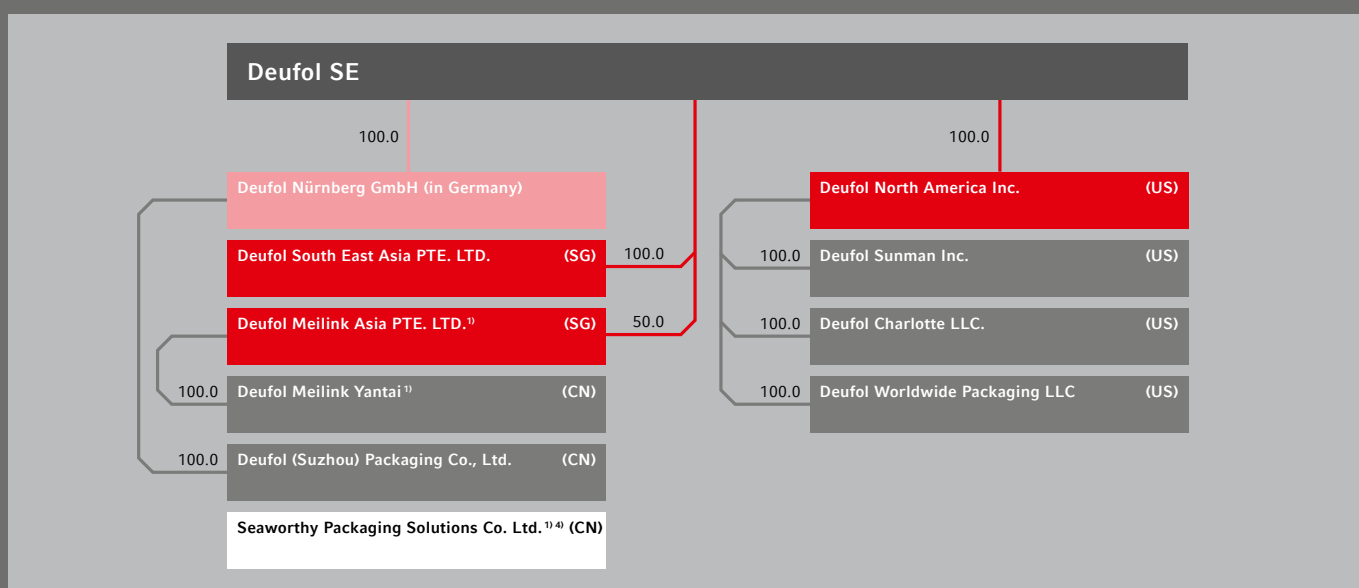 Deufol SE
100.0
100.0
Deufol Nürnberg GmbH (in Germany)
Deufol North America Inc. (US)
Deufol South East Asia PTE. LTD. (SG) 100.0
100.0 Deufol Sunman Inc. (US)
Deufol Meilink Asia PTE. LTD.¹⁾ (SG) 50.0
100.0 Deufol Charlotte LLC. (US)
100.0 Deufol Meilink Yantai¹⁾ (CN)
100.0 Deufol Worldwide Packaging LLC (US)
100.0 Deufol (Suzhou) Packaging Co., Ltd. (CN)
Seaworthy Packaging Solutions Co. Ltd.¹⁾ ⁴⁾ (CN)